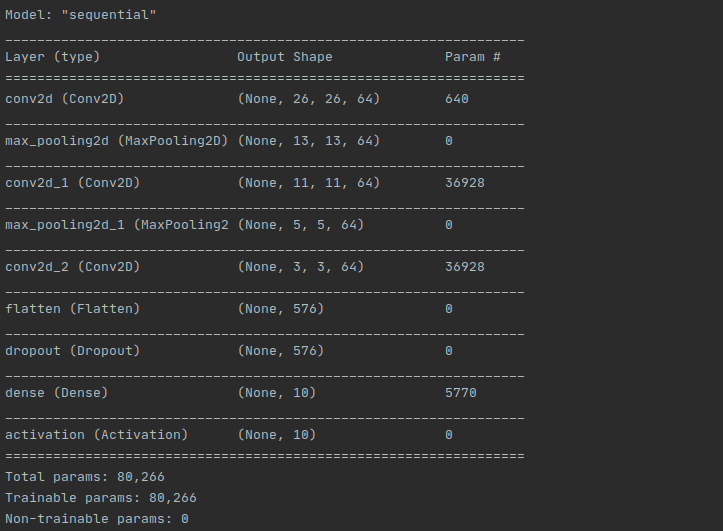 Model: "sequential"
_________________________________________________________________
Layer (type)                 Output Shape              Param #
=================================================================
conv2d (Conv2D)              (None, 26, 26, 64)        640
_________________________________________________________________
max_pooling2d (MaxPooling2D) (None, 13, 13, 64)        0
_________________________________________________________________
conv2d_1 (Conv2D)            (None, 11, 11, 64)        36928
_________________________________________________________________
max_pooling2d_1 (MaxPooling2 (None, 5, 5, 64)          0
_________________________________________________________________
conv2d_2 (Conv2D)            (None, 3, 3, 64)          36928
_________________________________________________________________
flatten (Flatten)            (None, 576)               0
_________________________________________________________________
dropout (Dropout)            (None, 576)               0
_________________________________________________________________
dense (Dense)                (None, 10)                5770
_________________________________________________________________
activation (Activation)      (None, 10)                0
=================================================================
Total params: 80,266
Trainable params: 80,266
Non-trainable params: 0